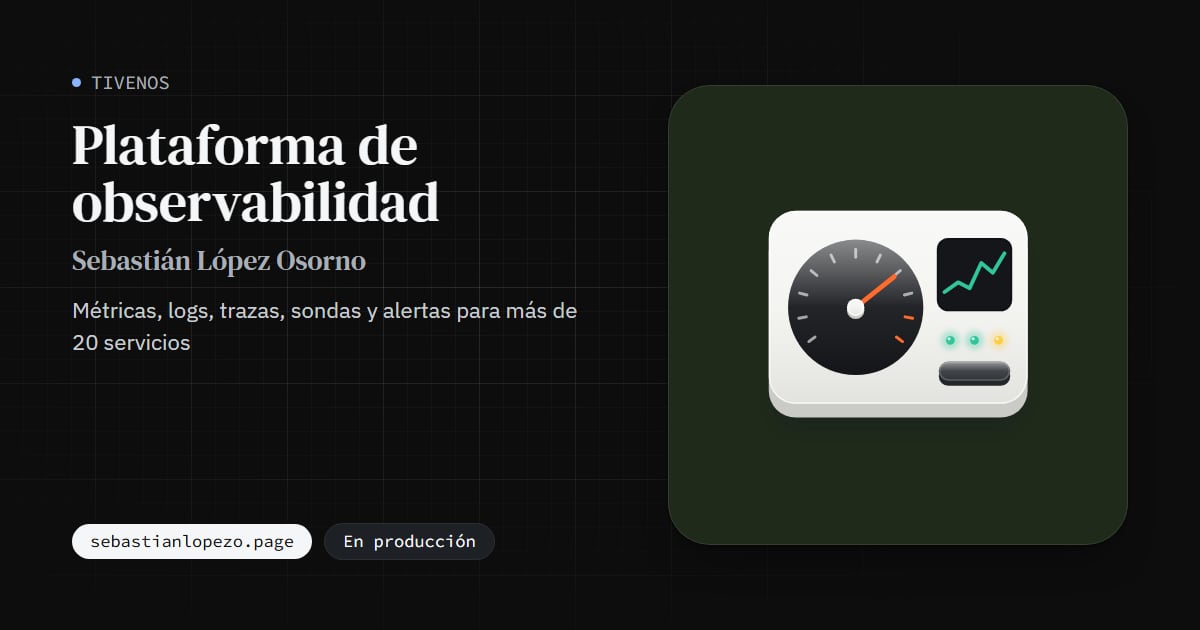 TIVENOS
Plataforma de
observabilidad
Sebastián López Osorno
Métricas, logs, trazas, sondas y alertas para más de
20 servicios
sebastianlopezo.page
En producción